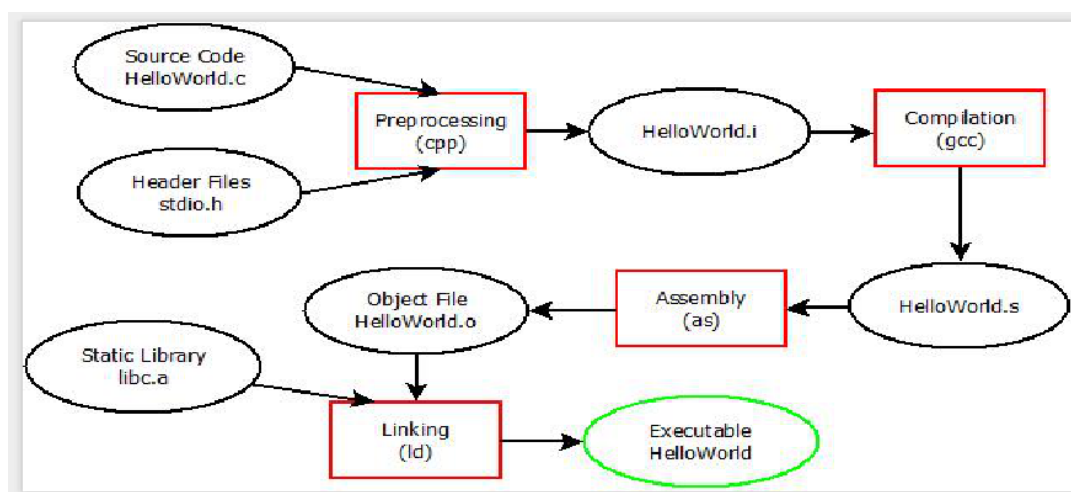 Source Code
HelloWorld.c
Preprocessing
(cpp)
HelloWorld.i
Compilation
(gcc)
Header Files
stdio.h
HelloWorld.s
Assembly
(as)
Object File
HelloWorld.o
Static Library
libc.a
Linking
(ld)
Executable
HelloWorld